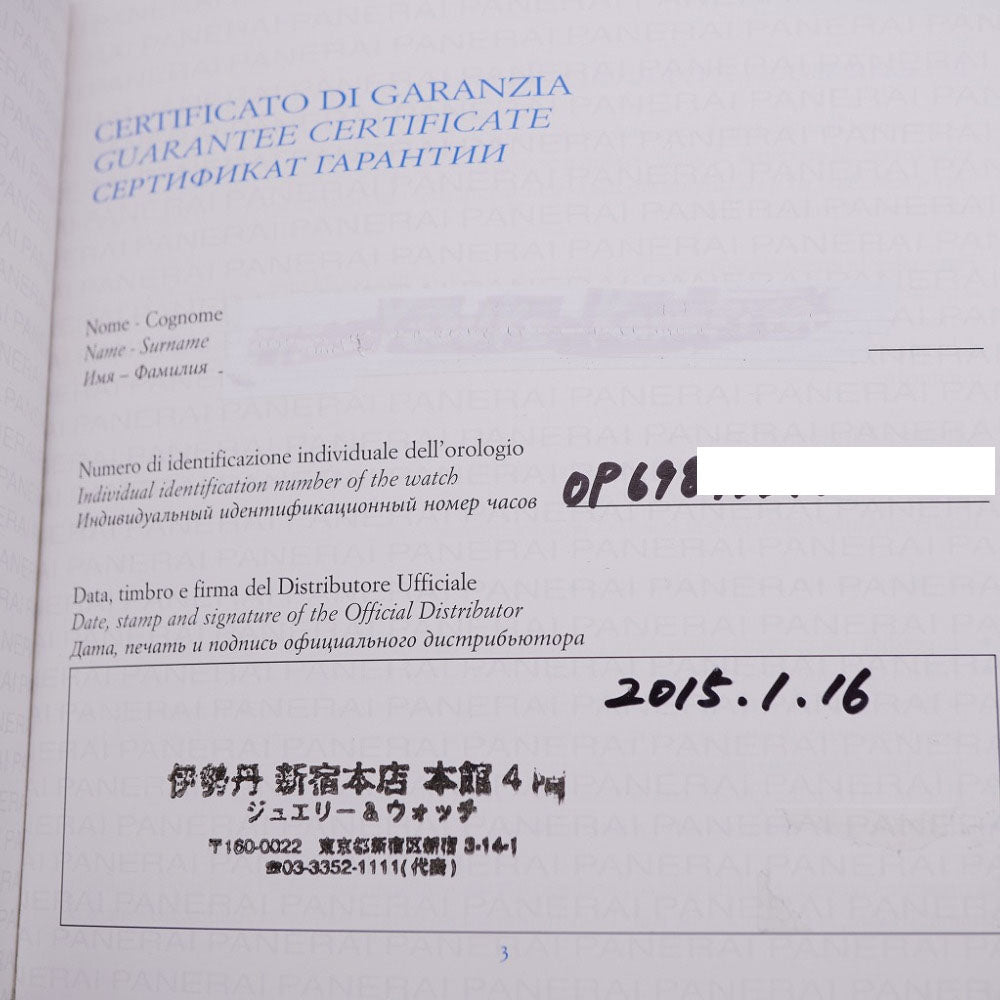 CERTIFICATO DI GARANZIA
GUARANTEE CERTIFICATE
СЕРТИФИКАТ ГАРАНТИИ
Nome - Cognome
Name - Surname
Имя – Фамилия
Numero di identificazione individuale dell'orologio
Individual identification number of the watch
Индивидуальный идентификационный номер часов
OP698
Data, timbro e firma del Distributore Ufficiale
Date, stamp and signature of the Official Distributor
Дата, печать и подпись официального дистрибьютора
2015.1.16
伊勢丹 新宿本店 本館 4
ジュエリー&ウォッチ
〒160-0022 東京都新宿区新宿 3-14-1
☎03-3352-1111(代表)
3